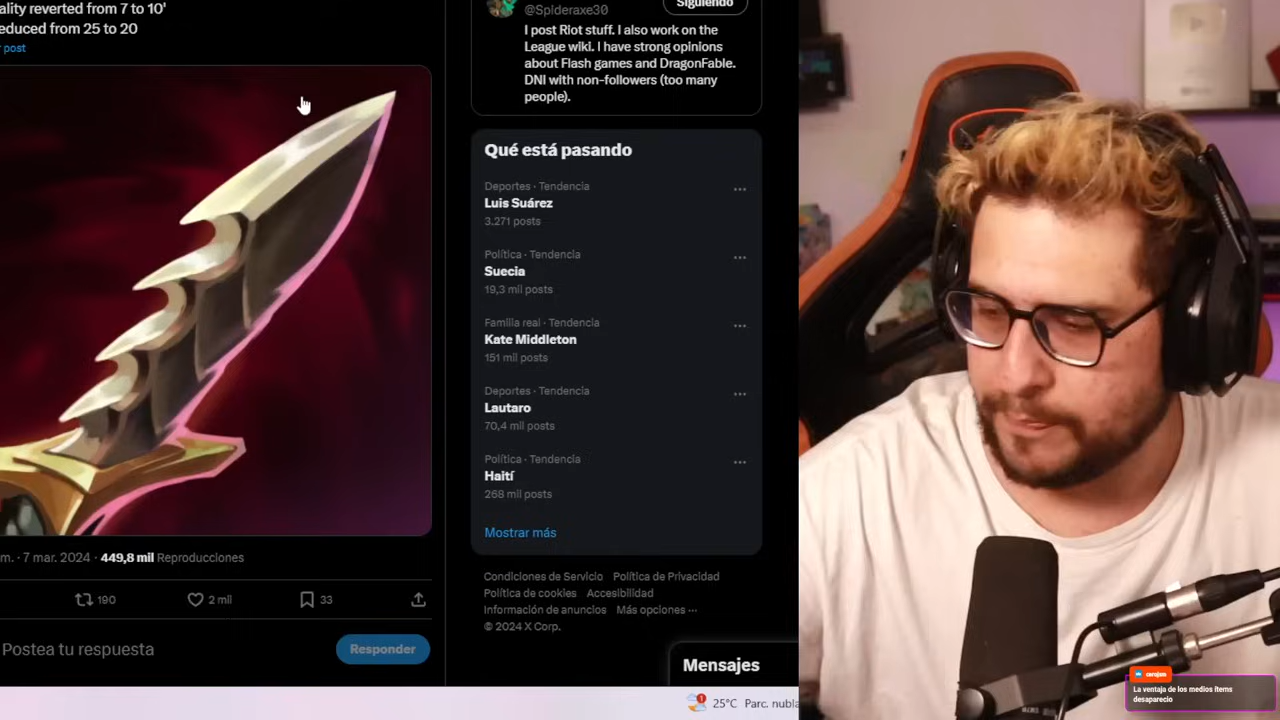 ality reverted from 7 to 10'
educed from 25 to 20
post
@Spideraxe30
Siguiendo
I post Riot stuff. I also work on the
League wiki. I have strong opinions
about Flash games and DragonFable.
DNI with non-followers (too many
people).
Qué está pasando
Deportes · Tendencia
Luis Suárez
3.271 posts
Política · Tendencia
Suecia
19,3 mil posts
Familia real · Tendencia
Kate Middleton
151 mil posts
Deportes · Tendencia
Lautaro
70,4 mil posts
Política · Tendencia
Haití
268 mil posts
Mostrar más
m. · 7 mar. 2024 · 449,8 mil Reproducciones
190
2 mil
33
Postea tu respuesta
Responder
Condiciones de Servicio Política de Privacidad
Política de cookies Accesibilidad
Información de anuncios Más opciones ···
© 2024 X Corp.
Mensajes
25°C Parc. nubla
La ventaja de los medios ítems
desaparecio